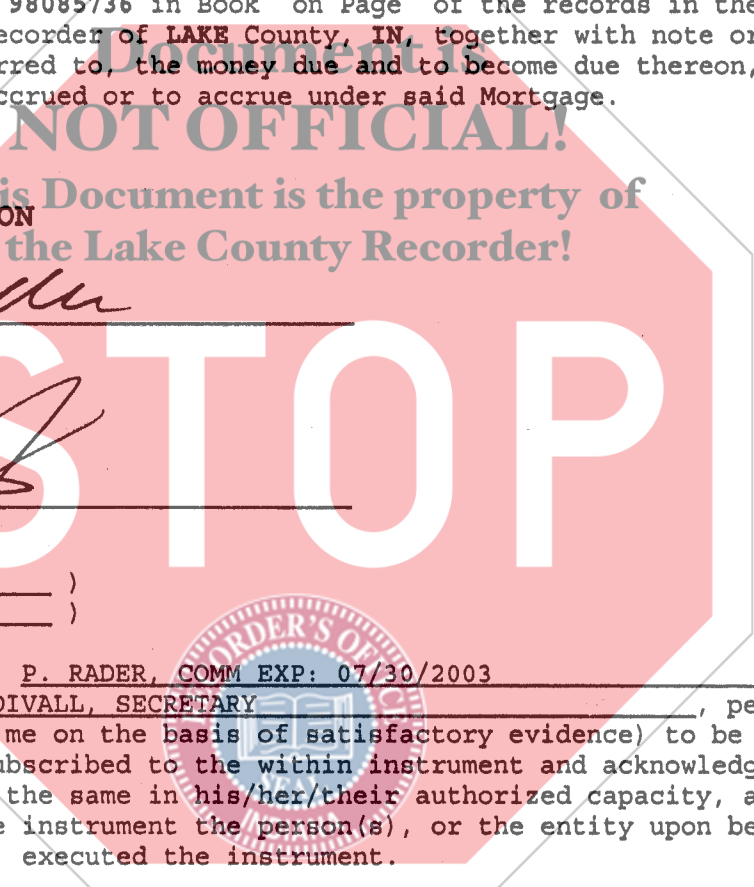 98085736 in Book on Page of the records in the
ecorder of LAKE County, IN, together with note or
rred to, the money due and to become due thereon,
ccrued or to accrue under said Mortgage.
Document is
NOT OFFICIAL!
is Document is the property of
the Lake County Recorder!
ON
STOP
)
)
P. RADER, COMM EXP: 07/30/2003
DIVALL, SECRETARY , pe
me on the basis of satisfactory evidence) to be
ubscribed to the within instrument and acknowledg
the same in his/her/their authorized capacity, a
e instrument the person(s), or the entity upon be
executed the instrument.
RECORDER'S OFFICE
SEAL